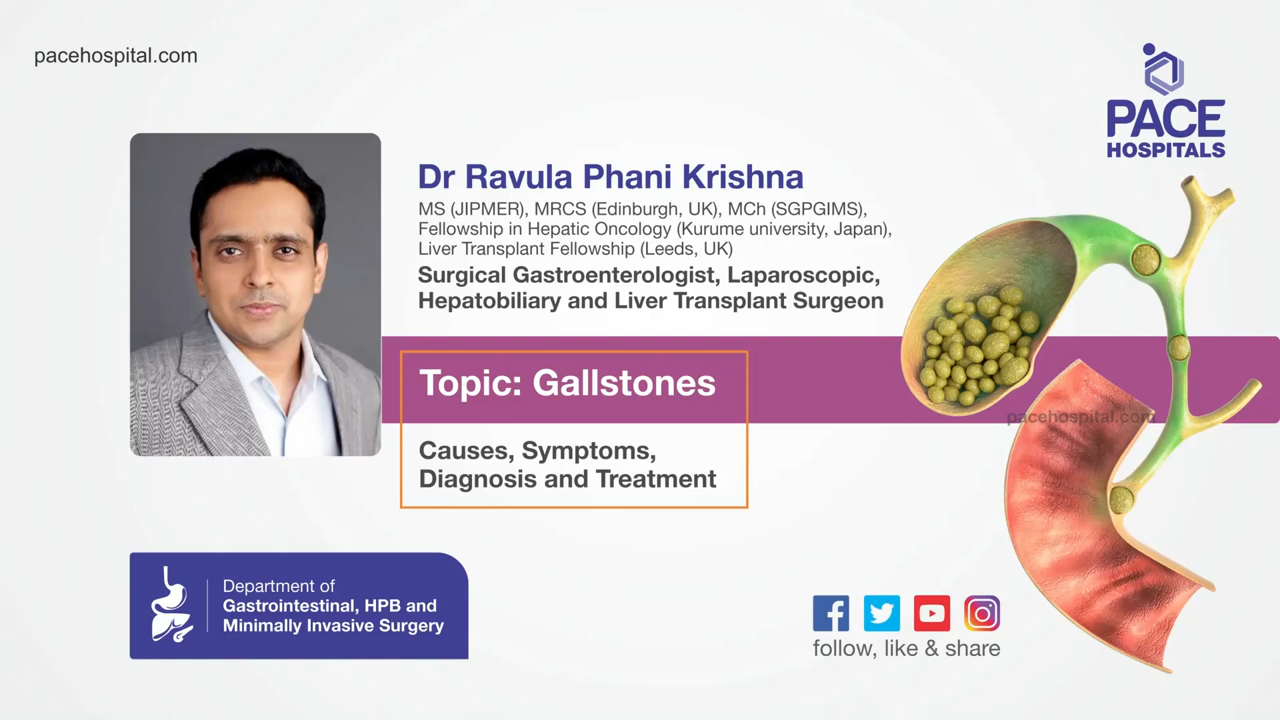 pacehospital.com
PACE
HOSPITALS
Dr Ravula Phani Krishna
MS (JIPMER), MRCS (Edinburgh, UK), MCh (SGPGIMS),
Fellowship in Hepatic Oncology (Kurume university, Japan),
Liver Transplant Fellowship (Leeds, UK)
Surgical Gastroenterologist, Laparoscopic,
Hepatobiliary and Liver Transplant Surgeon
Topic: Gallstones
pacehospital.com
Causes, Symptoms,
Diagnosis and Treatment
Department of
Gastrointestinal, HPB and
Minimally Invasive Surgery
follow, like & share